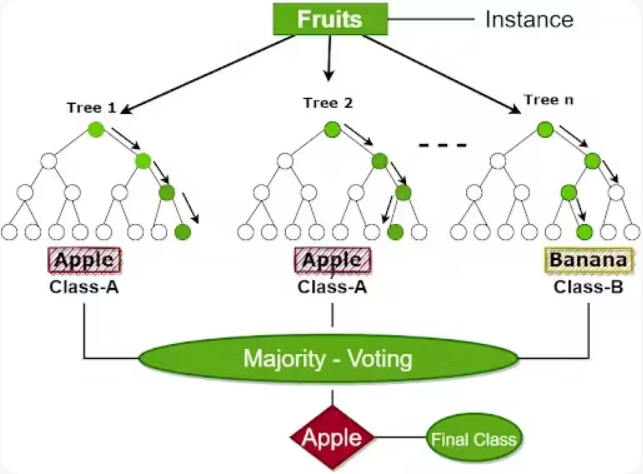 Fruits
Instance
Tree 1
Tree 2
Tree n
Apple
Class-A
Apple
Class-A
Banana
Class-B
Majority - Voting
Apple
Final Class